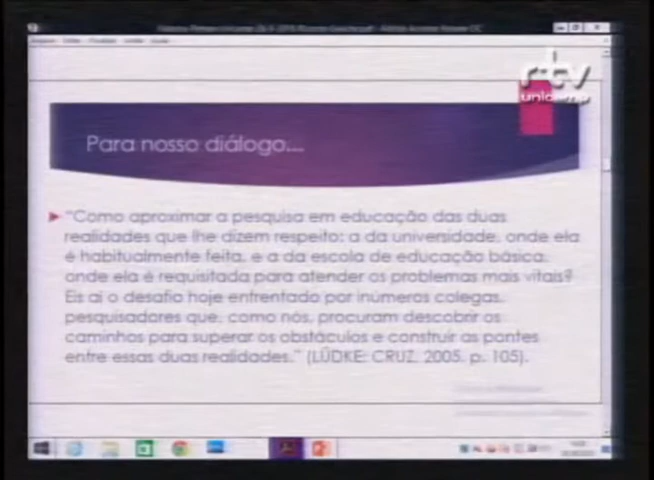 rtv
unicamp
Para nosso diálogo...
"Como aproximar a pesquisa em educação das duas
realidades que lhe dizem respeito: a da universidade, onde ela
é habitualmente feita, e a da escola de educação básica,
onde ela é requisitada para atender os problemas mais vitais?
Eis aí o desafio hoje enfrentado por inúmeros colegas,
pesquisadores que, como nós, procuram descobrir os
caminhos para superar os obstáculos e construir as pontes
entre essas duas realidades." (LÜDKE; CRUZ, 2005, p. 105).